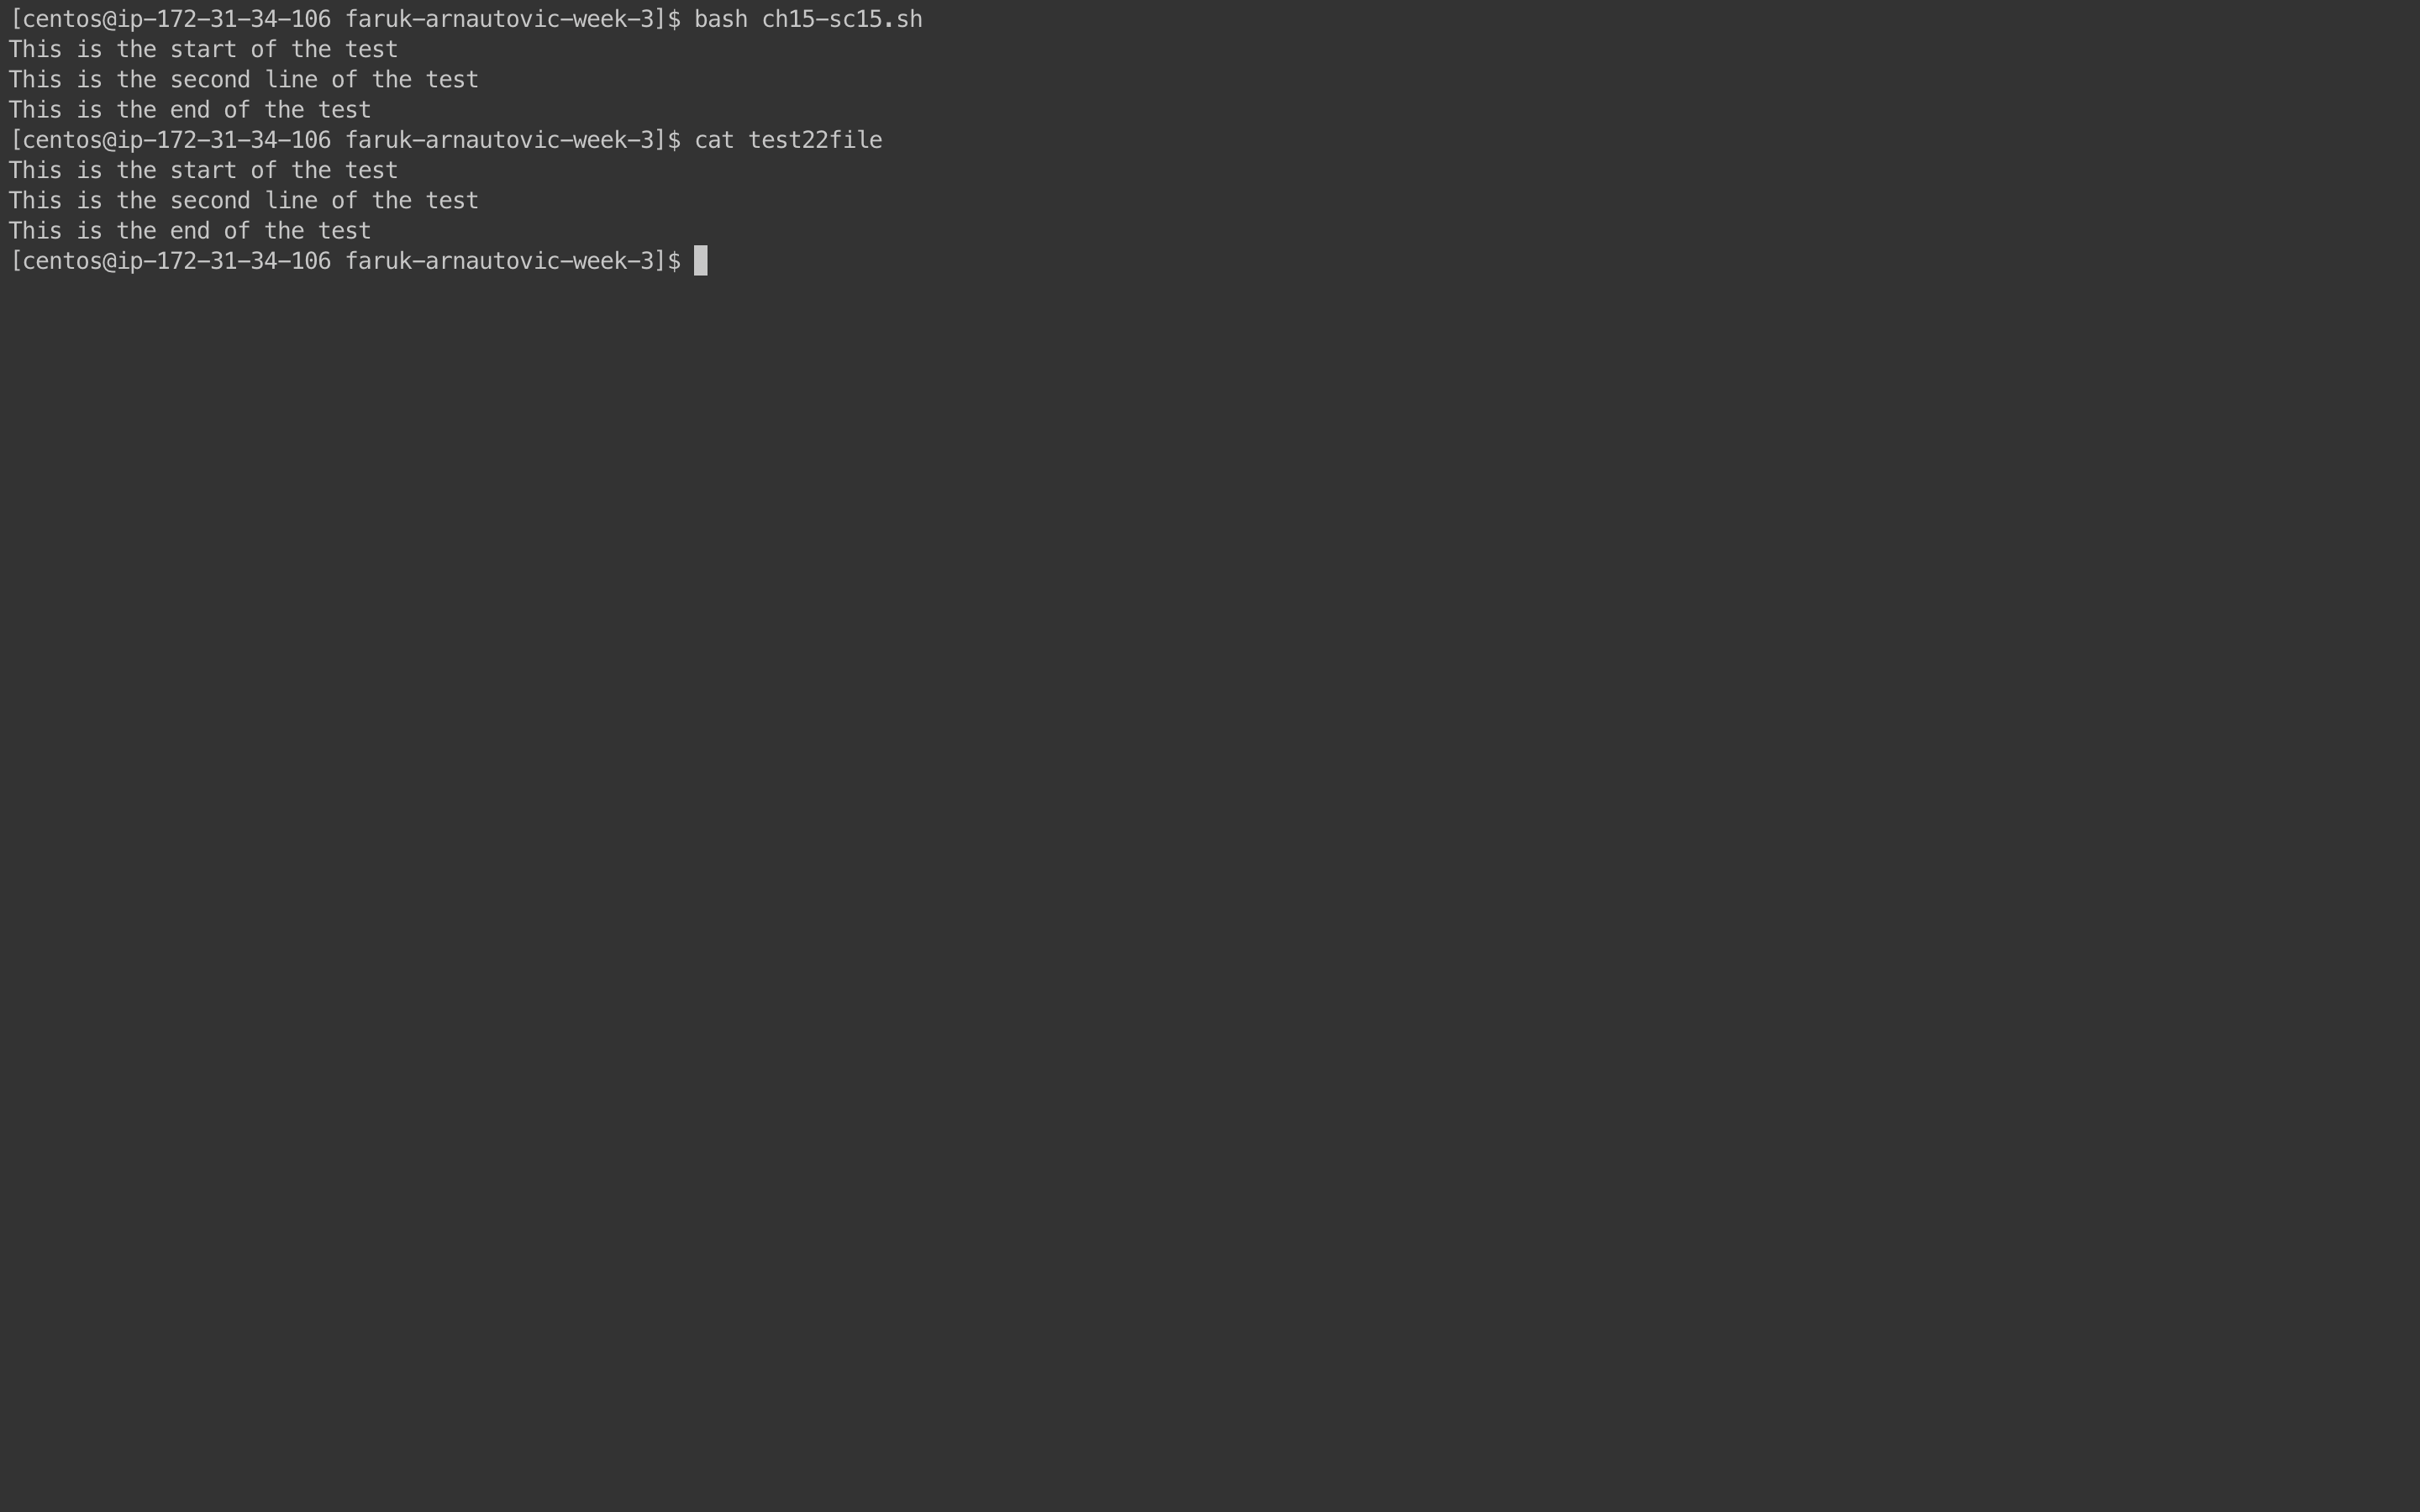 [centos@ip-172-31-34-106 faruk-arnautovic-week-3]$ bash ch15-sc15.sh
This is the start of the test
This is the second line of the test
This is the end of the test
[centos@ip-172-31-34-106 faruk-arnautovic-week-3]$ cat test22file
This is the start of the test
This is the second line of the test
This is the end of the test
[centos@ip-172-31-34-106 faruk-arnautovic-week-3]$